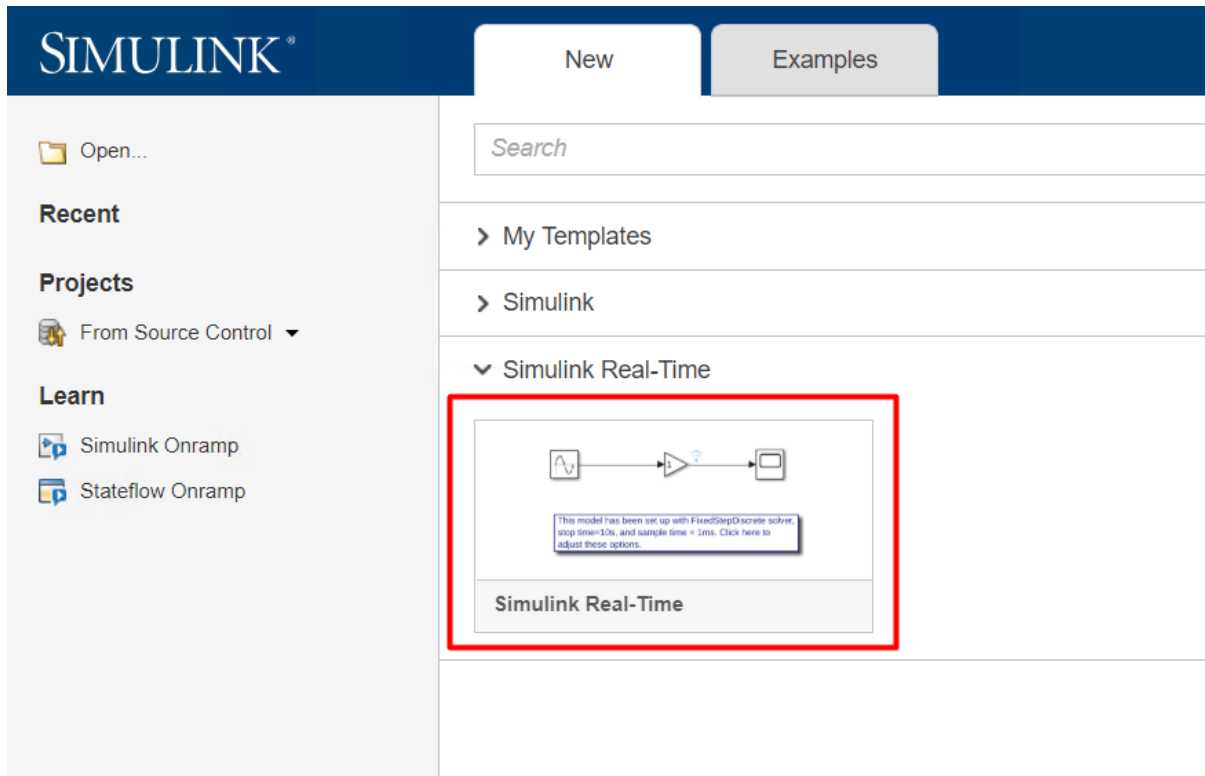 SIMULINK®
New
Examples
Open...
Search
Recent
My Templates
Projects
Simulink
From Source Control
Simulink Real-Time
Learn
Simulink Onramp
Stateflow Onramp
1
This model has been set up with FixedStepDiscrete solver,
stop time=10s, and sample time = 1ms. Click here to
adjust these options.
Simulink Real-Time